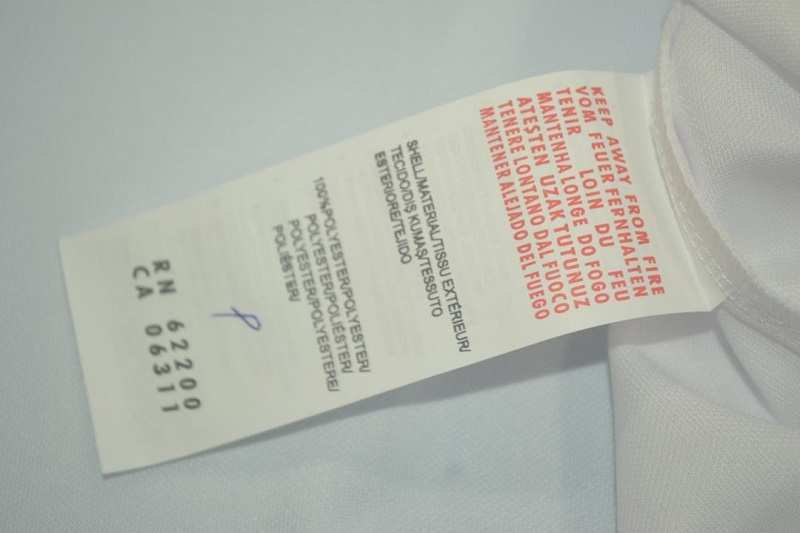 KEEP AWAY FROM FIRE
VOM FEUER FERNHALTEN
TENIR LOIN DU FEU
MANTENHA LONGE DO FOGO
ATEŞTEN UZAK TUTUNUZ
TENERE LONTANO DAL FUOCO
MANTENER ALEJADO DEL FUEGO
SHELL/MATERIAL/TISSU EXTÉRIEUR/
TECIDO/DIŞ KUMAŞ/TESSUTO
ESTERIORE/TEJIDO
100%POLYESTER/POLYESTER/
POLYESTER/POLIÉSTER/
POLYESTER/POLYESTERE/
POLIÉSTER/
RN 62200
CA 06311